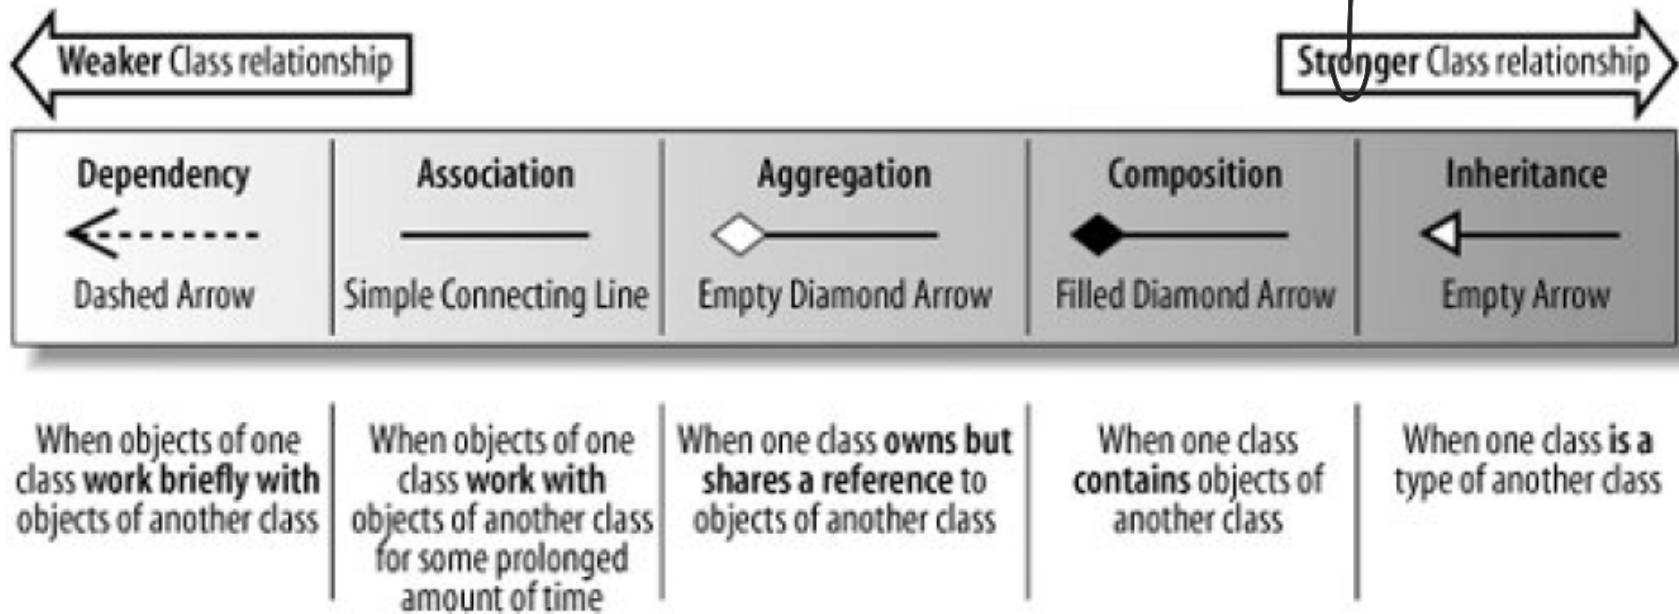 Weaker Class relationship
Stronger Class relationship
Dependency
Dashed Arrow
Association
Simple Connecting Line
Aggregation
Empty Diamond Arrow
Composition
Filled Diamond Arrow
Inheritance
Empty Arrow
When objects of one
class work briefly with
objects of another class
When objects of one
class work with
objects of another class
for some prolonged
amount of time
When one class owns but
shares a reference to
objects of another class
When one class
contains objects of
another class
When one class is a
type of another class